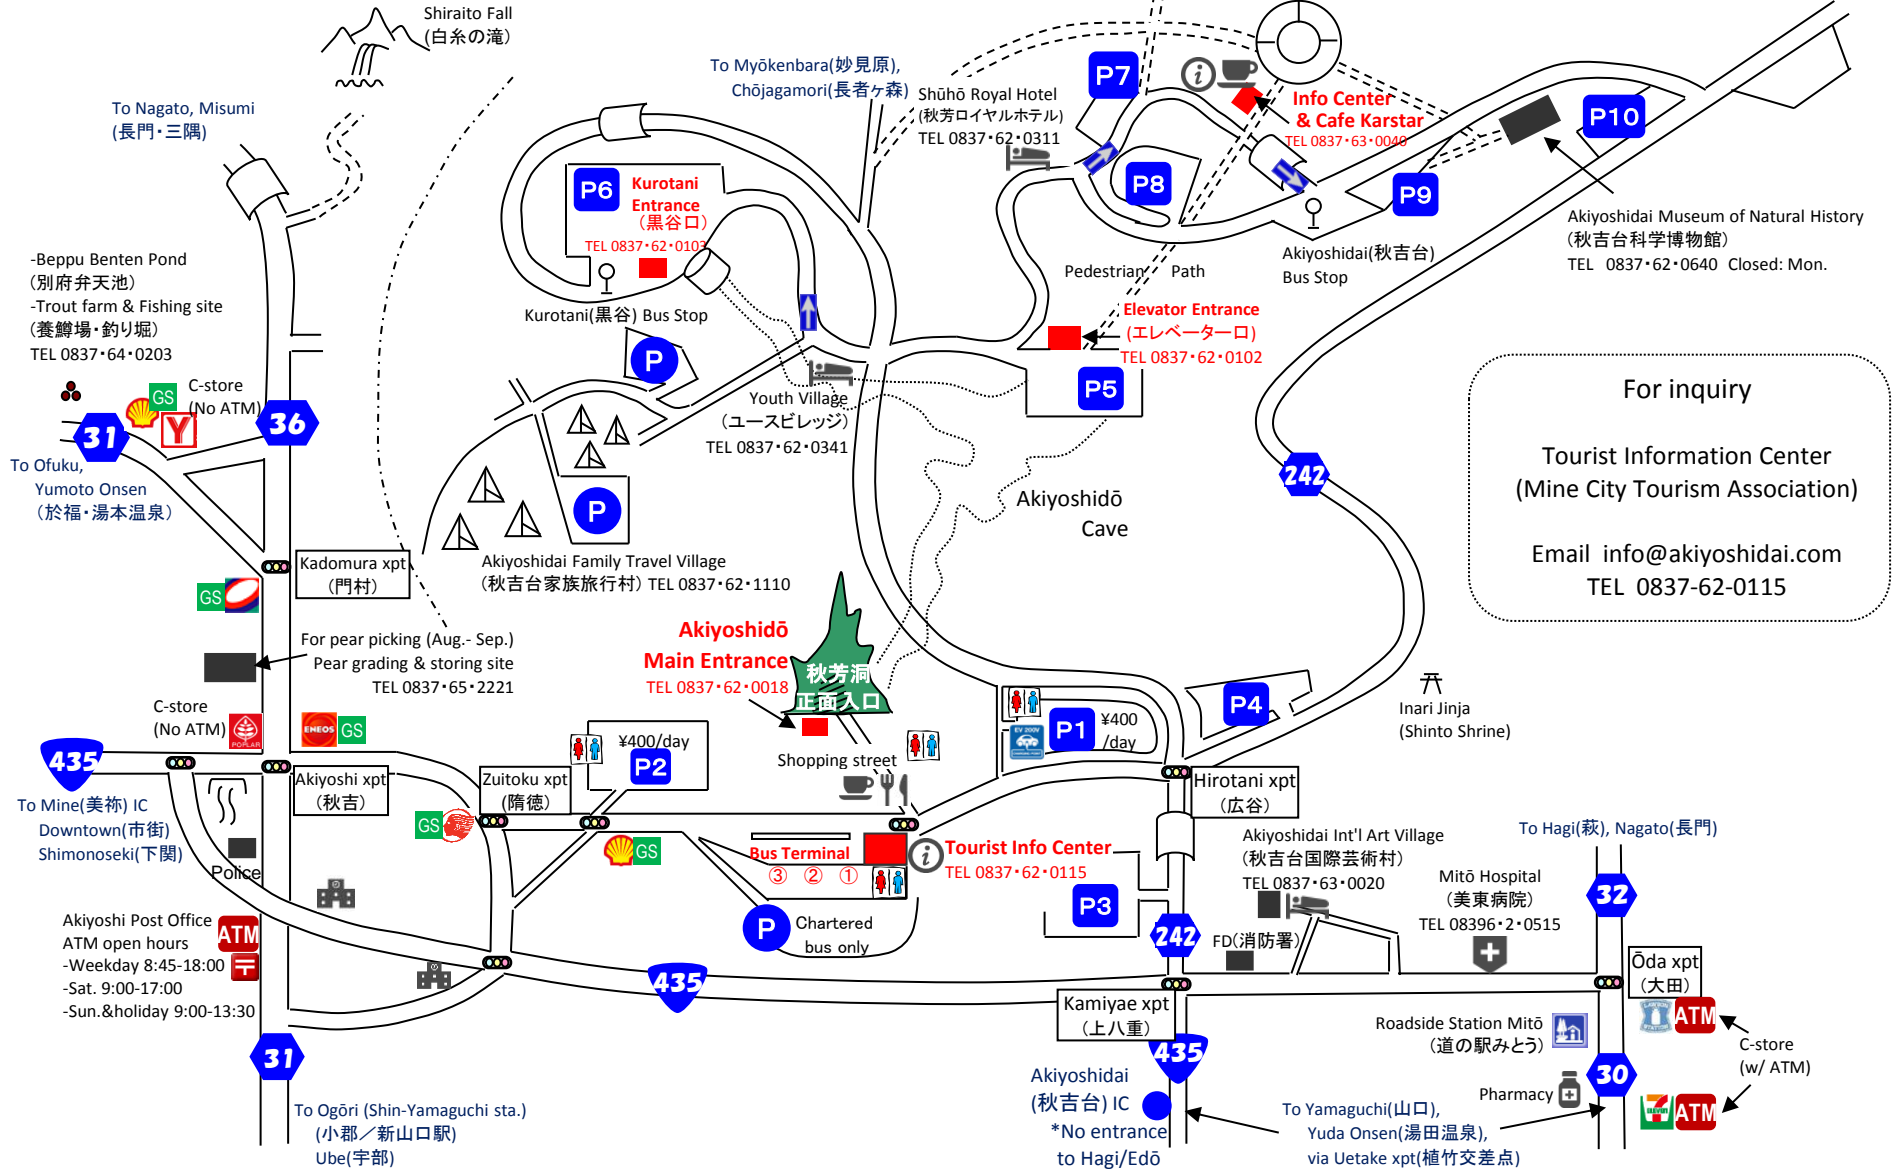 Shiraito Fall
(白糸の滝)
To Nagato, Misumi
(長門・三隅)
To Myōkenbara(妙見原),
Chōjagamori(長者ヶ森)
Shūhō Royal Hotel
(秋芳ロイヤルホテル)
TEL 0837・62・0311
P7
Info Center
& Cafe Karstar
TEL 0837・63・0040
P10
P8
P9
Akiyoshidai Museum of Natural History
(秋吉台科学博物館)
TEL 0837・62・0640 Closed: Mon.
Akiyoshidai(秋吉台)
Bus Stop
Pedestrian Path
P6
Kurotani
Entrance
(黒谷口)
TEL 0837・62・0103
Kurotani(黒谷) Bus Stop
-Beppu Benten Pond
(別府弁天池)
-Trout farm & Fishing site
(養鱒場・釣り堀)
TEL 0837・64・0203
Elevator Entrance
(エレベーター口)
TEL 0837・62・0102
P5
P
For inquiry
Tourist Information Center
(Mine City Tourism Association)
Email info@akiyoshidai.com
TEL 0837-62-0115
GS
C-store
(No ATM)
Y
31
36
To Ofuku,
Yumoto Onsen
(於福・湯本温泉)
Youth Village
(ユースビレッジ)
TEL 0837・62・0341
242
P
Akiyoshidō
Cave
Akiyoshidai Family Travel Village
(秋吉台家族旅行村) TEL 0837・62・1110
Kadomura xpt
(門村)
GS
For pear picking (Aug.- Sep.)
Pear grading & storing site
TEL 0837・65・2221
Akiyoshidō
Main Entrance
TEL 0837・62・0018
秋芳洞
正面入口
Shopping street
P1
¥400
/day
EV 200V
P4
Inari Jinja
(Shinto Shrine)
C-store
(No ATM)
POPLAR
ENEOS
GS
¥400/day
P2
435
Akiyoshi xpt
(秋吉)
Zuitoku xpt
(隋徳)
Hirotani xpt
(広谷)
To Mine(美祢) IC
Downtown(市街)
Shimonoseki(下関)
GS
GS
Bus Terminal
③ ② ①
Tourist Info Center
TEL 0837・62・0115
Akiyoshidai Int'l Art Village
(秋吉台国際芸術村)
TEL 0837・63・0020
To Hagi(萩), Nagato(長門)
Mitō Hospital
(美東病院)
TEL 08396・2・0515
32
Police
P3
P
Chartered
bus only
242
FD(消防署)
Akiyoshi Post Office
ATM open hours
-Weekday 8:45-18:00
-Sat. 9:00-17:00
-Sun.&holiday 9:00-13:30
ATM
〒
435
Ōda xpt
(大田)
Kamiyae xpt
(上八重)
435
Roadside Station Mitō
(道の駅みとう)
ATM
C-store
(w/ ATM)
31
30
Pharmacy
ATM
To Ogōri (Shin-Yamaguchi sta.)
(小郡／新山口駅)
Ube(宇部)
Akiyoshidai
(秋吉台) IC
*No entrance
to Hagi/Edō
To Yamaguchi(山口),
Yuda Onsen(湯田温泉),
via Uetake xpt(植竹交差点)